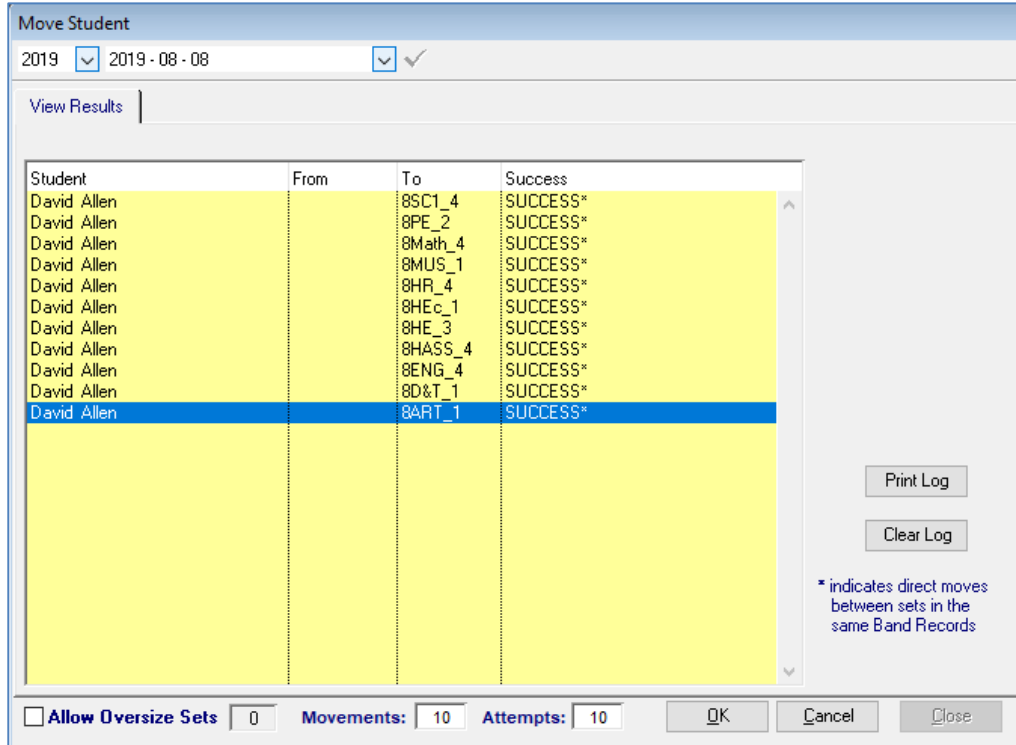 Move Student
2019 2019 - 08 - 08
View Results
Student From To Success
David Allen 8SC1_4 SUCCESS*
David Allen 8PE_2 SUCCESS*
David Allen 8Math_4 SUCCESS*
David Allen 8MUS_1 SUCCESS*
David Allen 8HR_4 SUCCESS*
David Allen 8HEc_1 SUCCESS*
David Allen 8HE_3 SUCCESS*
David Allen 8HASS_4 SUCCESS*
David Allen 8ENG_4 SUCCESS*
David Allen 8D&T_1 SUCCESS*
David Allen 8ART_1 SUCCESS*
Print Log
Clear Log
* indicates direct moves
between sets in the
same Band Records
Allow Oversize Sets 0 Movements: 10 Attempts: 10 OK Cancel Close